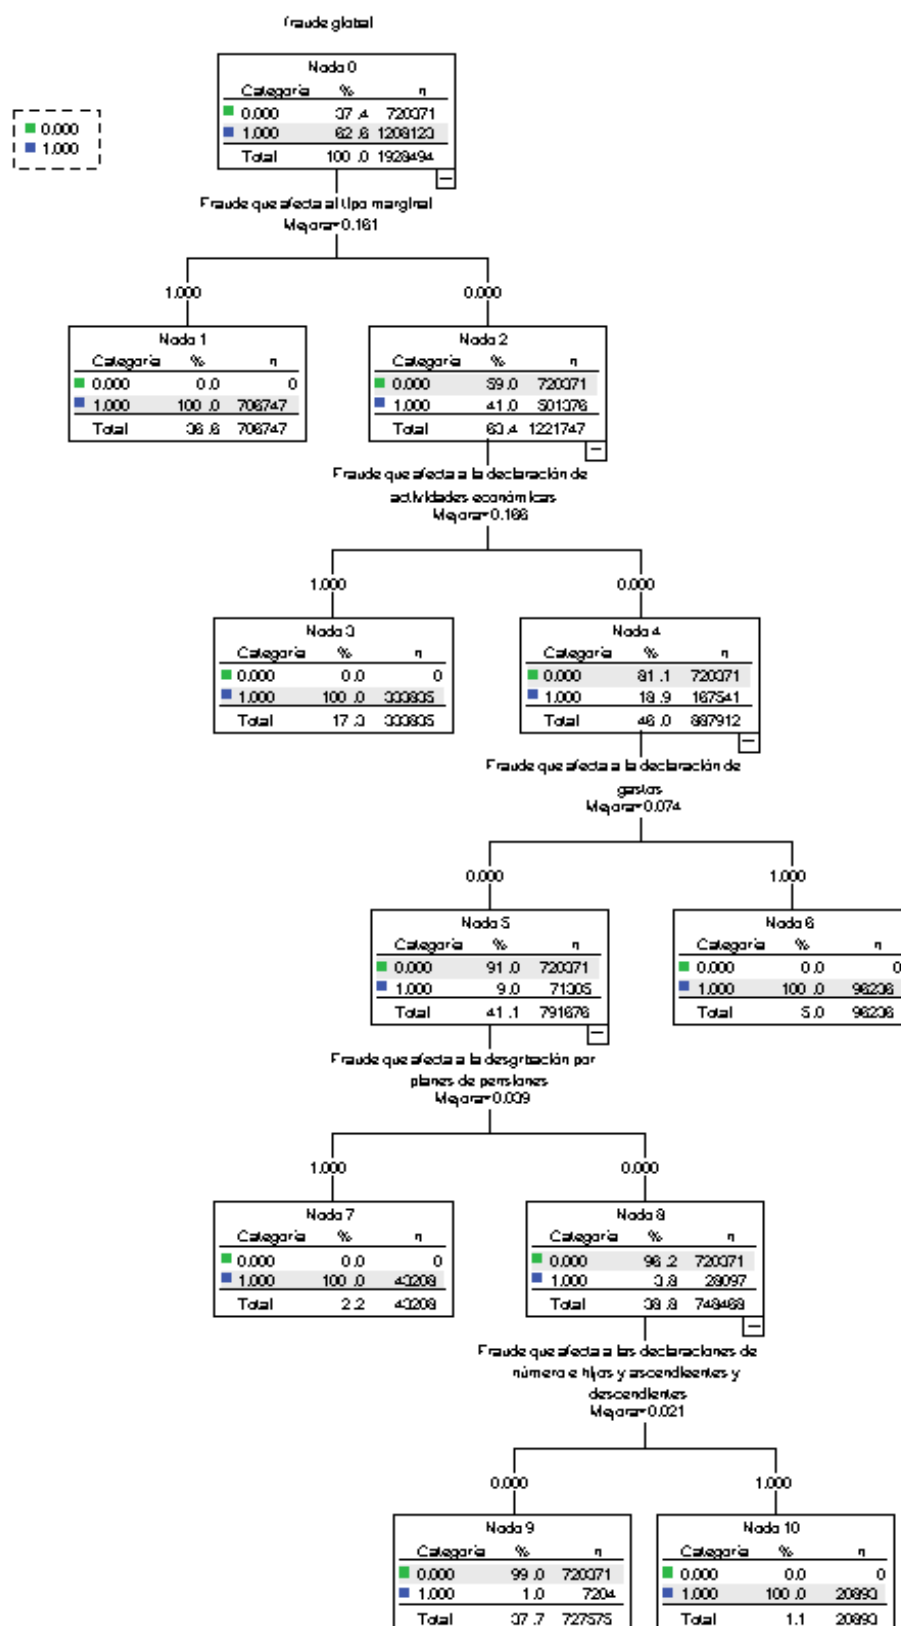 fraude global
0.000
1.000
Nodo 0
Categoría % n
0.000 37.4 720371
1.000 62.6 1208123
Total 100.0 1928494
Fraude que afecta al tipo marginal
Mejora=0.161
1.000
0.000
Nodo 1
Categoría % n
0.000 0.0 0
1.000 100.0 706747
Total 36.6 706747
Nodo 2
Categoría % n
0.000 59.0 720371
1.000 41.0 501376
Total 63.4 1221747
Fraude que afecta a la declaración de
actividades económicas
Mejora=0.166
1.000
0.000
Nodo 3
Categoría % n
0.000 0.0 0
1.000 100.0 333835
Total 17.3 333835
Nodo 4
Categoría % n
0.000 81.1 720371
1.000 18.9 167541
Total 46.0 887912
Fraude que afecta a la declaración de
gastos
Mejora=0.074
0.000
1.000
Nodo 5
Categoría % n
0.000 91.0 720371
1.000 9.0 71305
Total 41.1 791676
Nodo 6
Categoría % n
0.000 0.0 0
1.000 100.0 96236
Total 5.0 96236
Fraude que afecta a la por
planes de pensiones
Mejora=0.039
1.000
0.000
Nodo 7
Categoría % n
0.000 0.0 0
1.000 100.0 43208
Total 2.2 43208
Nodo 8
Categoría % n
0.000 96.2 720371
1.000 3.8 28097
Total 38.8 748468
Fraude que afecta a las declaraciones de
número e hijos y ascendieentes y
descendientes
Mejora=0.021
0.000
1.000
Nodo 9
Categoría % n
0.000 99.0 720371
1.000 1.0 7204
Total 37.7 727575
Nodo 10
Categoría % n
0.000 0.0 0
1.000 100.0 20893
Total 1.1 20893